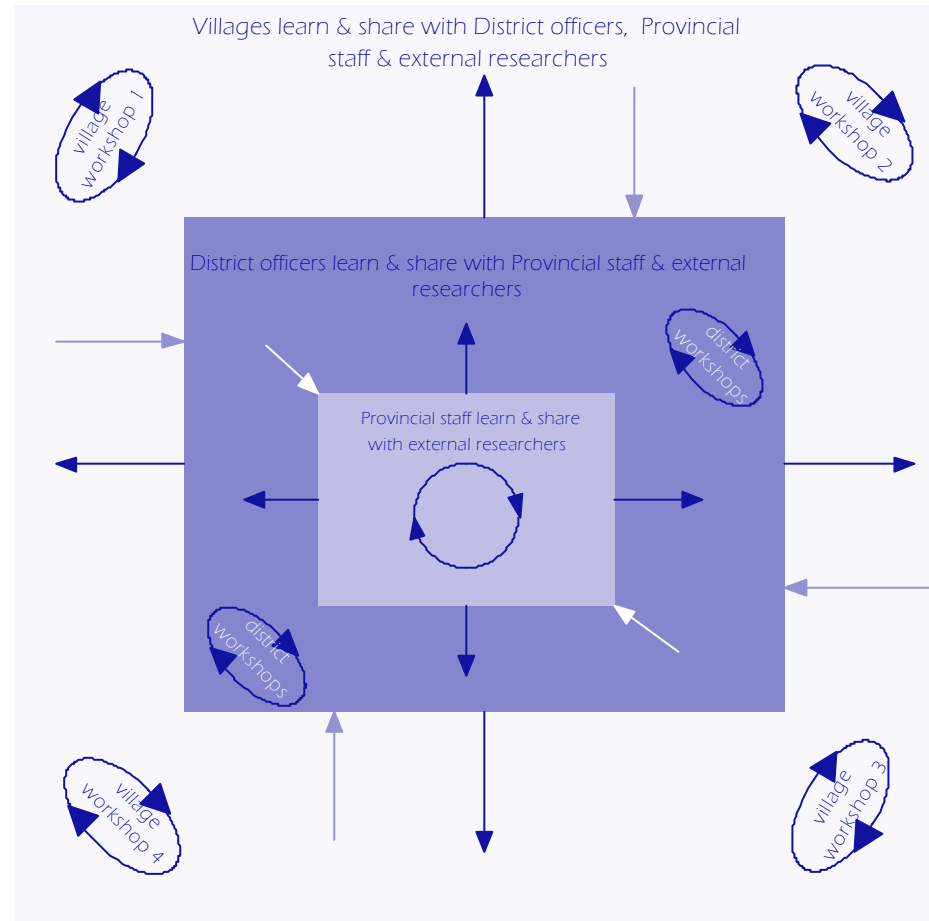 Villages learn & share with District officers, Provincial
staff & external researchers
village
workshop 1
village
workshop 2
District officers learn & share with Provincial staff & external
researchers
district
workshops
Provincial staff learn & share
with external researchers
district
workshops
village
workshop 4
village
workshop 3